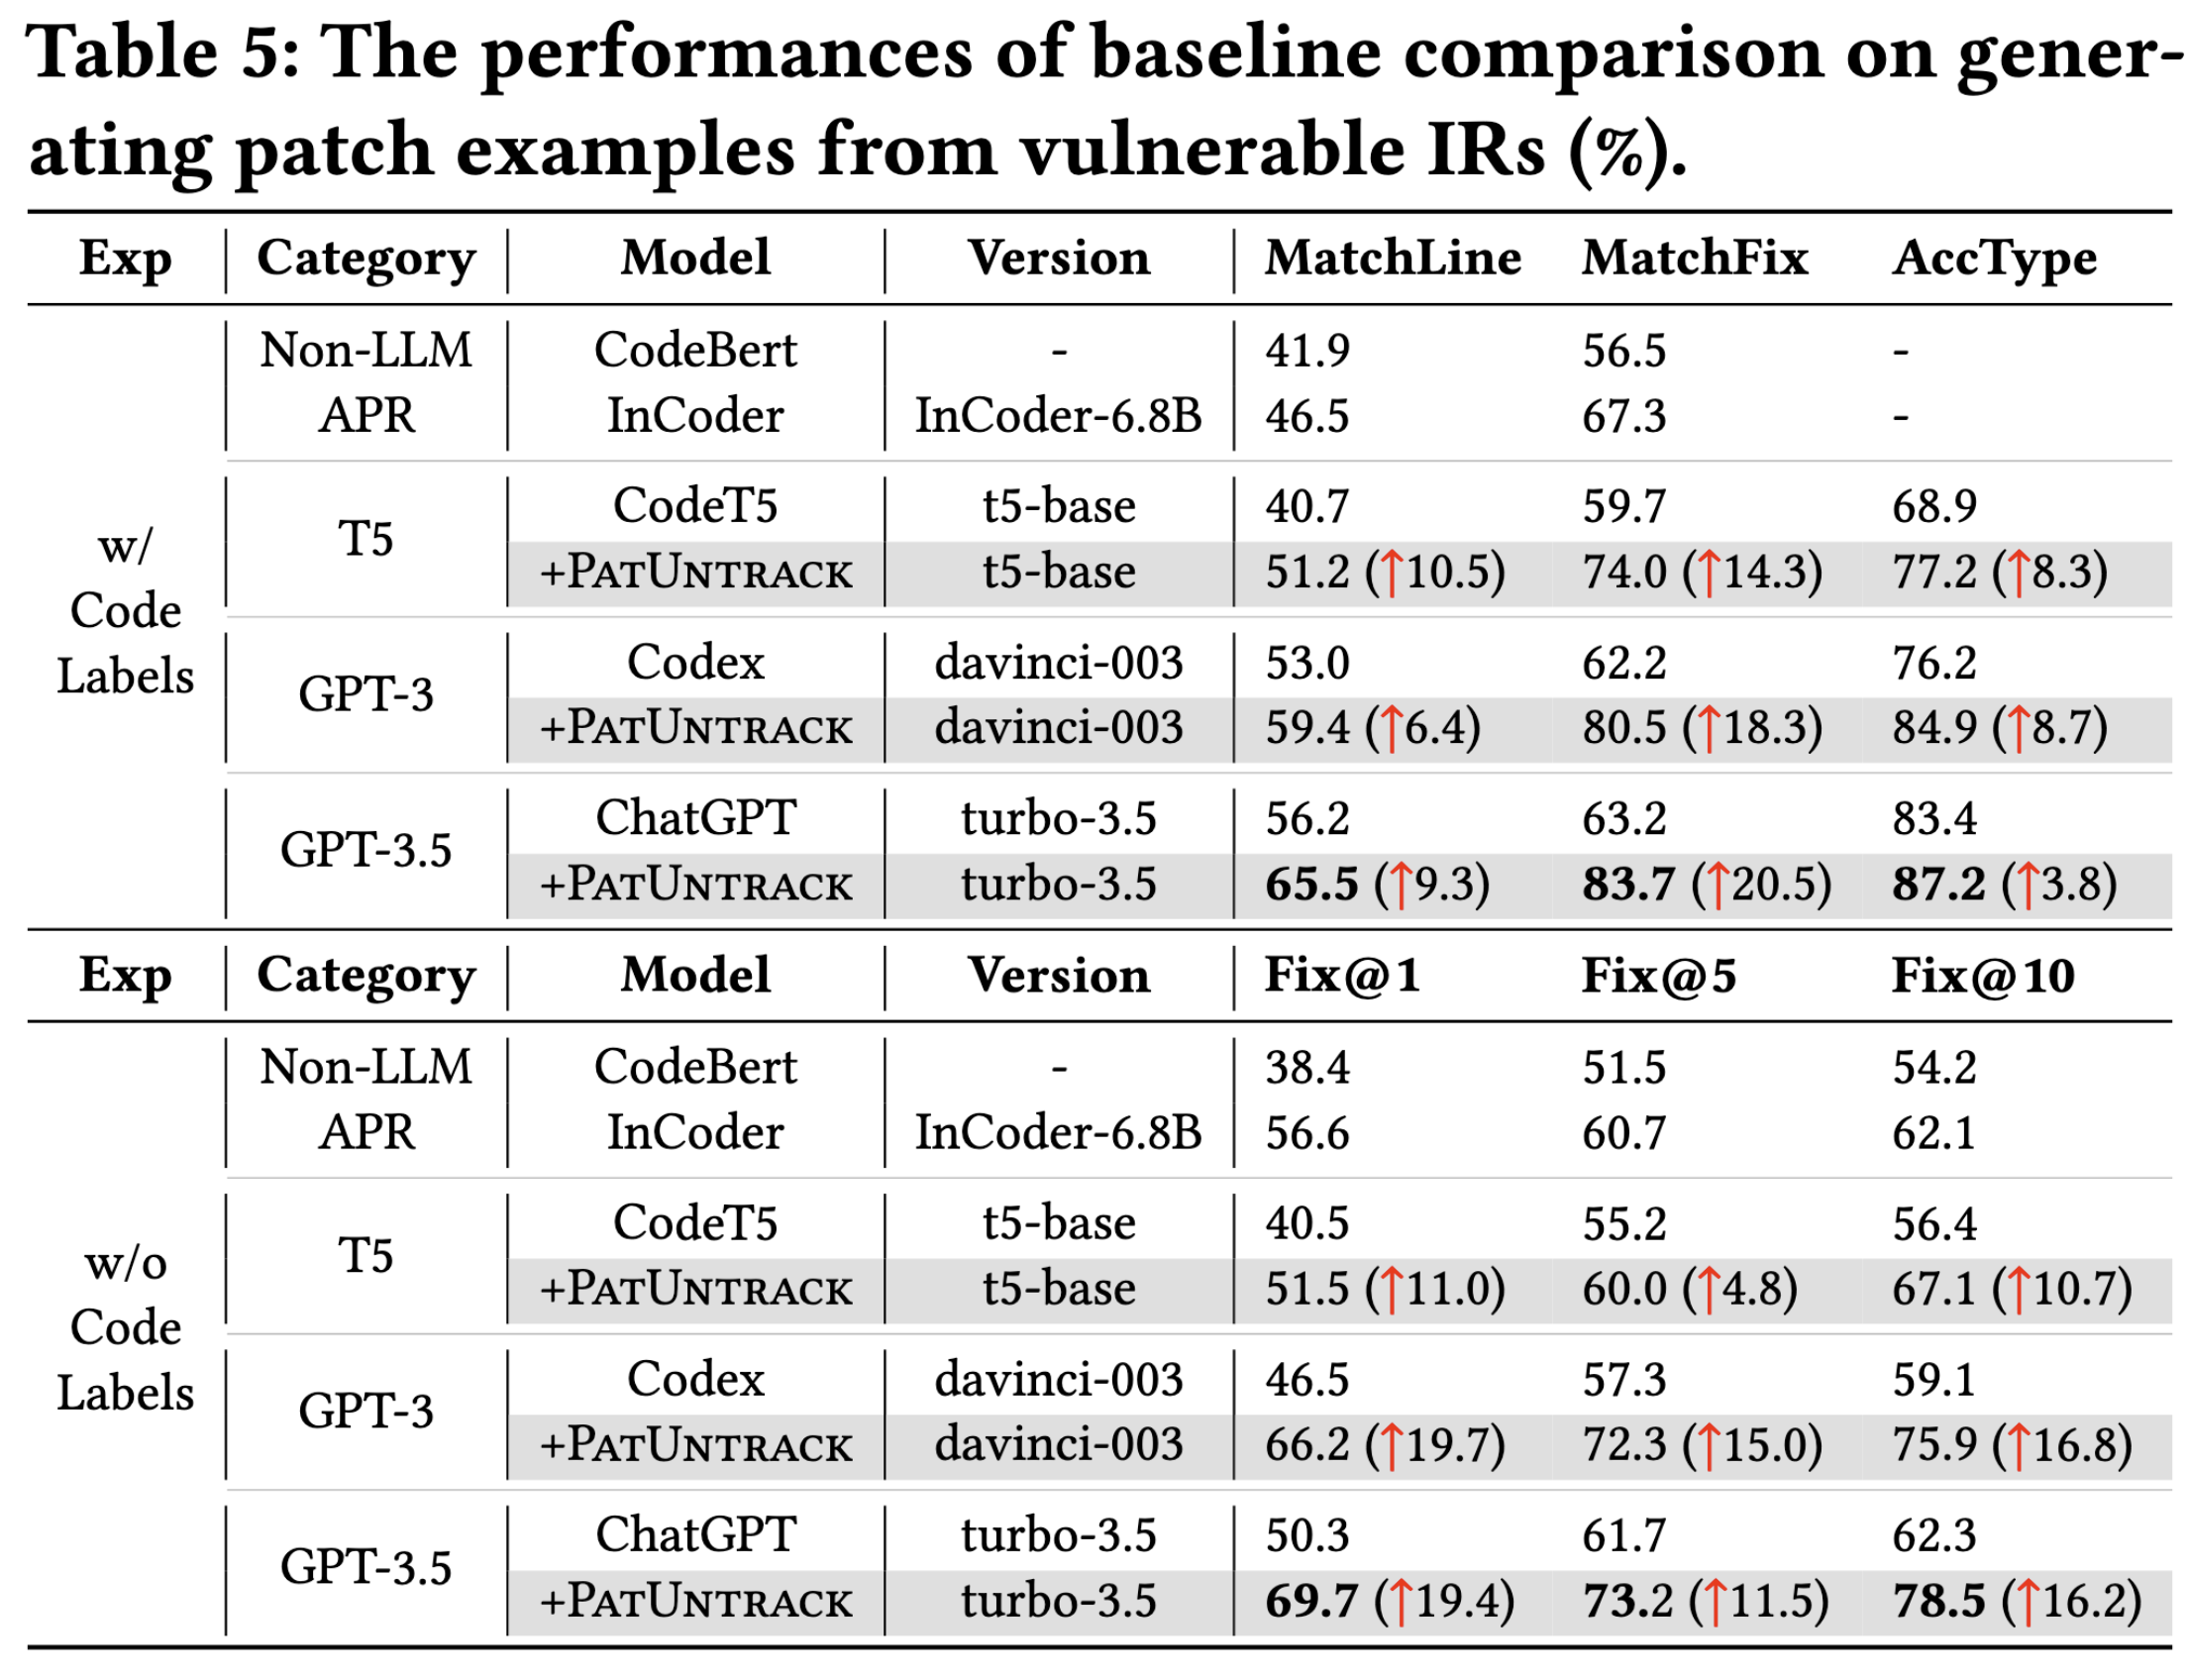 Table 5: The performances of baseline comparison on gener-
ating patch examples from vulnerable IRs (%).
Exp Category Model Version MatchLine MatchFix AccType
w/ Code Labels
Non-LLM CodeBert - 41.9 56.5 -
APR InCoder InCoder-6.8B 46.5 67.3 -
T5 CodeT5 t5-base 40.7 59.7 68.9
+PATUNTRACK t5-base 51.2 (↑10.5) 74.0 (↑14.3) 77.2 (↑8.3)
GPT-3 Codex davinci-003 53.0 62.2 76.2
+PATUNTRACK davinci-003 59.4 (↑6.4) 80.5 (↑18.3) 84.9 (↑8.7)
GPT-3.5 ChatGPT turbo-3.5 56.2 63.2 83.4
+PATUNTRACK turbo-3.5 65.5 (↑9.3) 83.7 (↑20.5) 87.2 (↑3.8)
Exp Category Model Version Fix@1 Fix@5 Fix@10
w/o Code Labels
Non-LLM CodeBert - 38.4 51.5 54.2
APR InCoder InCoder-6.8B 56.6 60.7 62.1
T5 CodeT5 t5-base 40.5 55.2 56.4
+PATUNTRACK t5-base 51.5 (↑11.0) 60.0 (↑4.8) 67.1 (↑10.7)
GPT-3 Codex davinci-003 46.5 57.3 59.1
+PATUNTRACK davinci-003 66.2 (↑19.7) 72.3 (↑15.0) 75.9 (↑16.8)
GPT-3.5 ChatGPT turbo-3.5 50.3 61.7 62.3
+PATUNTRACK turbo-3.5 69.7 (↑19.4) 73.2 (↑11.5) 78.5 (↑16.2)